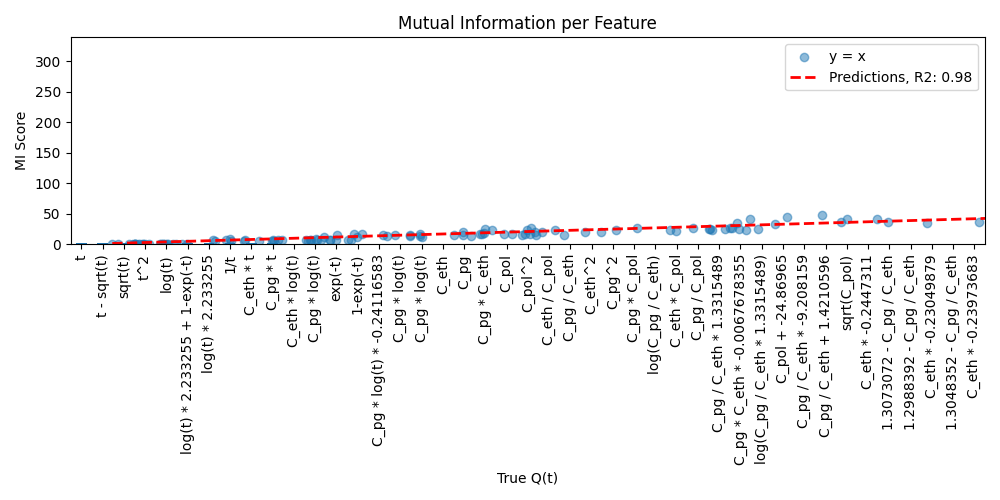 Mutual Information per Feature
MI Score
300
250
200
150
100
50
0
y = x
Predictions, R2: 0.98
t
t - sqrt(t)
sqrt(t)
t^2
log(t)
log(t) * 2.233255 + 1-exp(-t)
log(t) * 2.233255
1/t
C_eth * t
C_pg * t
C_eth * log(t)
C_pg * log(t)
exp(-t)
1-exp(-t)
C_pg * log(t) * -0.24116583
C_pg * log(t)
C_pg * log(t)
C_eth
C_pg
C_pg * C_eth
C_pol
C_pol^2
C_eth / C_pol
C_pg / C_eth
C_eth^2
C_pg^2
C_pg * C_pol
log(C_pg / C_eth)
C_eth * C_pol
C_pg / C_pol
C_pg / C_eth * 1.3315489
C_pg * C_eth * -0.0067678355
log(C_pg / C_eth * 1.3315489)
C_pol + -24.86965
C_pg / C_eth * -9.208159
C_pg / C_eth + 1.4210596
sqrt(C_pol)
C_eth * -0.2447311
1.3073072 - C_pg / C_eth
1.2988392 - C_pg / C_eth
C_eth * -0.23049879
1.3048352 - C_pg / C_eth
C_eth * -0.23973683
True Q(t)